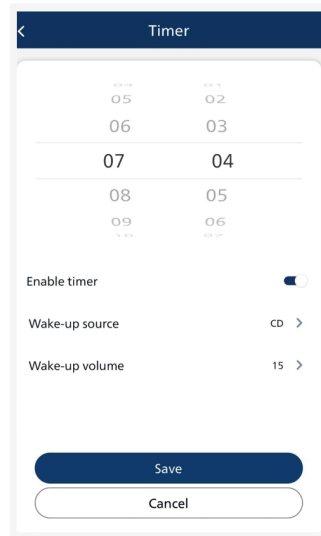 Timer
05 02
06 03
07 04
08 05
09 06
Enable timer
Wake-up source CD
Wake-up volume 15
Save
Cancel